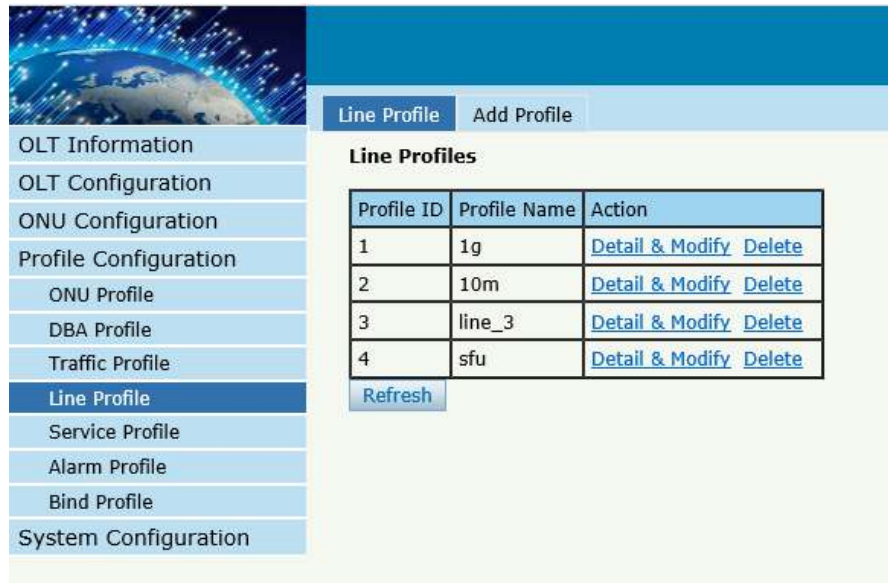 Line Profile Add Profile
OLT Information
OLT Configuration
ONU Configuration
Profile Configuration
ONU Profile
DBA Profile
Traffic Profile
Line Profile
Service Profile
Alarm Profile
Bind Profile
System Configuration
Line Profiles
Profile ID Profile Name Action
1 1g Detail & Modify Delete
2 10m Detail & Modify Delete
3 line_3 Detail & Modify Delete
4 sfu Detail & Modify Delete
Refresh